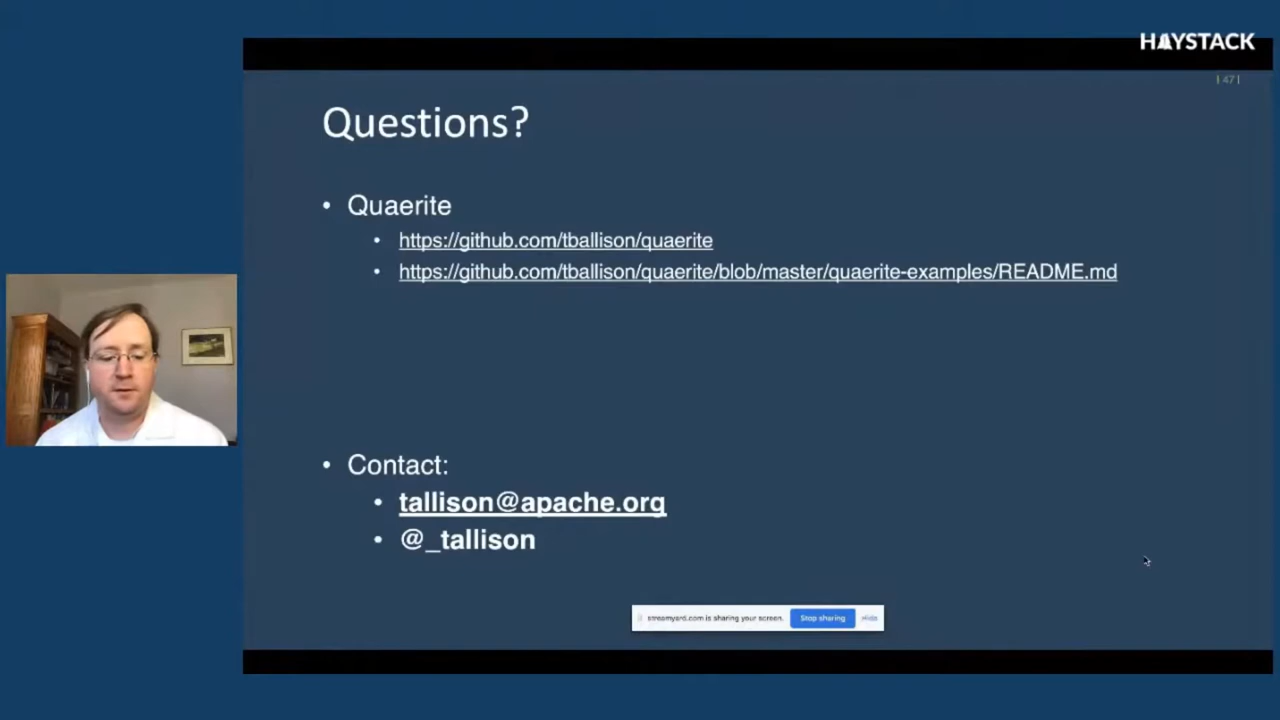 HAYSTACK
| 47 |
Questions?
• Quaerite
• https://github.com/tballison/quaerite
• https://github.com/tballison/quaerite/blob/master/quaerite-examples/README.md
• Contact:
• tallison@apache.org
• @_tallison
streamyard.com is sharing your screen. Stop sharing Hide